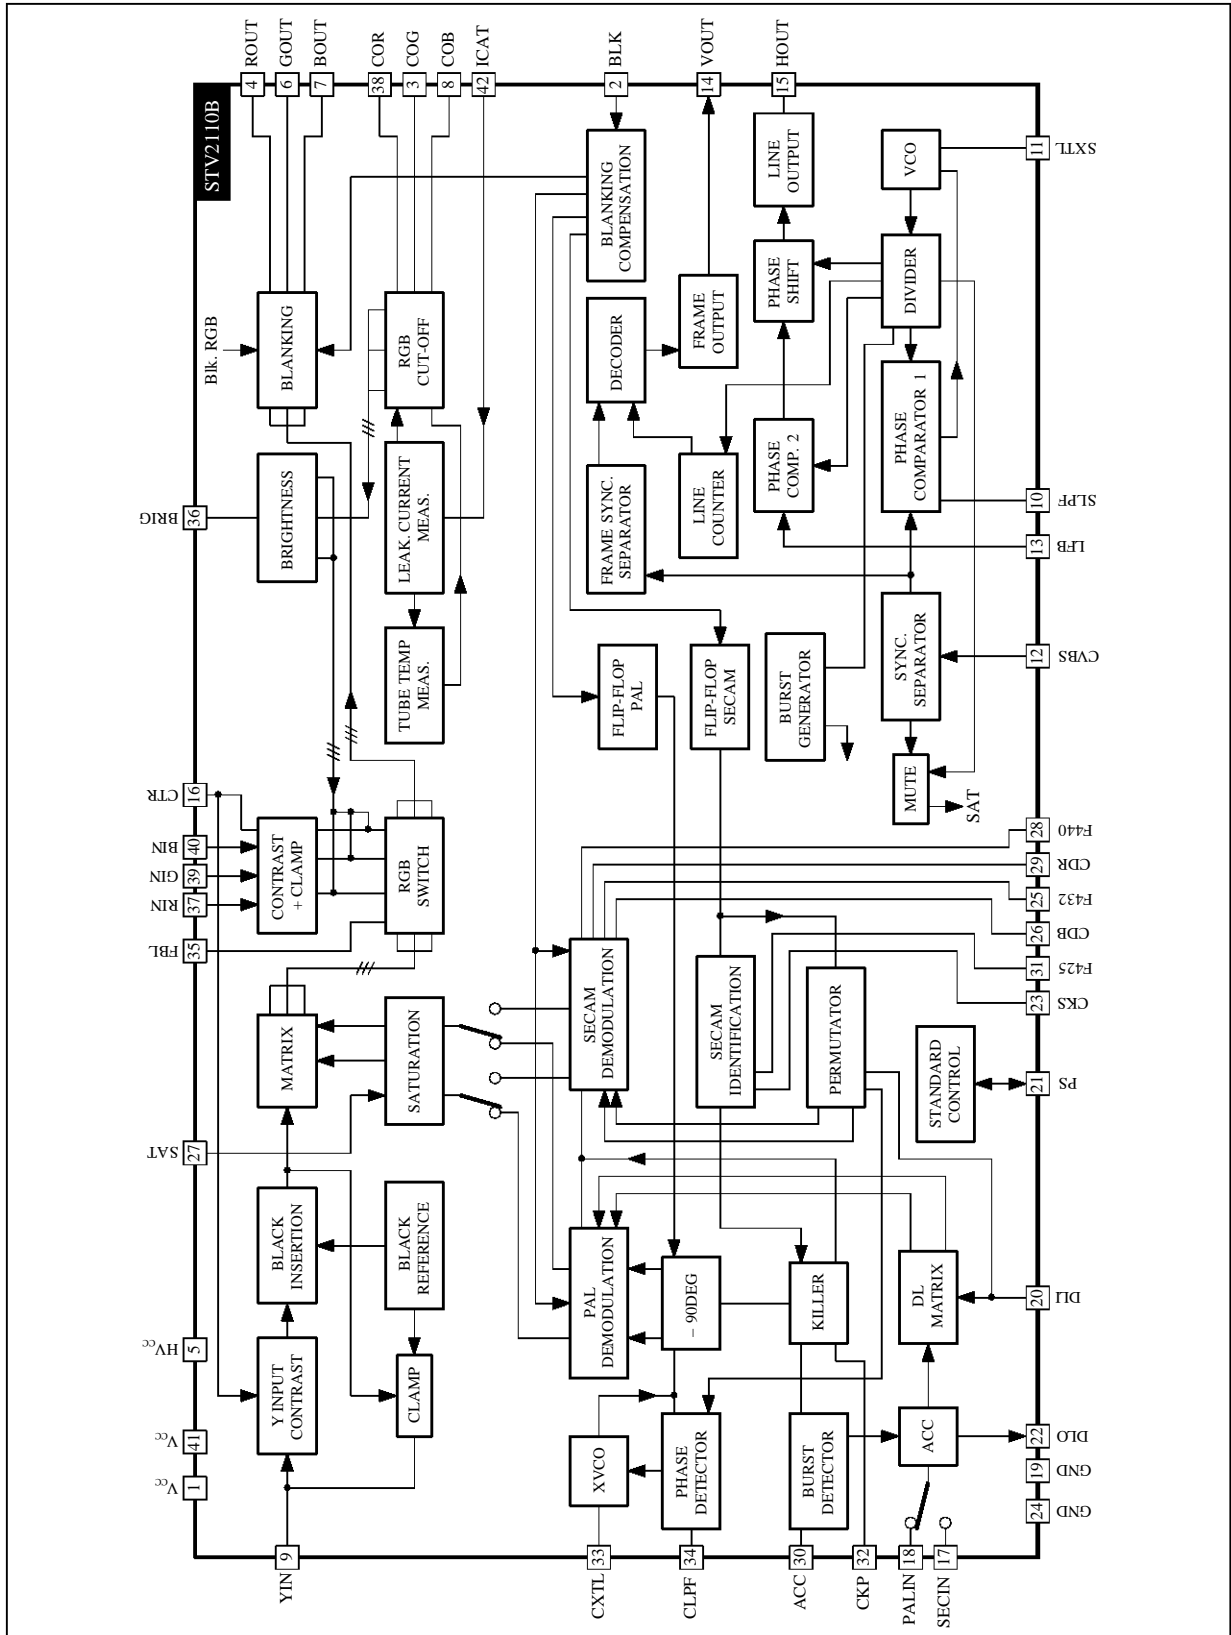 STV2110B
ROUT
4
GOUT
6
BOUT
7
COR
38
COG
3
COB
8
ICAT
42
BLK
2
VOUT
14
HOUT
15
Blk. RGB
BLANKING
RGB
CUT-OFF
BLANKING
COMPENSATION
DECODER
FRAME
OUTPUT
LINE
OUTPUT
PHASE
SHIFT
VCO
DIVIDER
11
SXTL
BRIG
36
BRIGHTNESS
LEAK. CURRENT
MEAS.
TUBE TEMP
MEAS.
FRAME SYNC.
SEPARATOR
LINE
COUNTER
PHASE
COMP. 2
PHASE
COMPARATOR 1
10
SLPF
13
LFB
FLIP-FLOP
PAL
FLIP-FLOP
SECAM
BURST
GENERATOR
SYNC.
SEPARATOR
12
CVBS
MUTE
SAT
CTR
16
BIN
40
GIN
39
RIN
37
FBL
35
CONTRAST
+ CLAMP
RGB
SWITCH
28
F440
29
CDR
25
F432
26
CDB
31
F425
23
CKS
MATRIX
SATURATION
SECAM
DEMODULATION
SECAM
IDENTIFICATION
PERMUTATOR
STANDARD
CONTROL
21
PS
SAT
27
BLACK
INSERTION
BLACK
REFERENCE
PAL
DEMODULATION
– 90DEG
KILLER
DL
MATRIX
20
DLI
HVCC
5
VCC
41
VCC
1
Y INPUT
CONTRAST
CLAMP
XVCO
PHASE
DETECTOR
BURST
DETECTOR
ACC
22
DLO
19
GND
24
GND
YIN
9
CXTL
33
CLPF
34
ACC
30
CKP
32
PALIN
18
SECIN
17